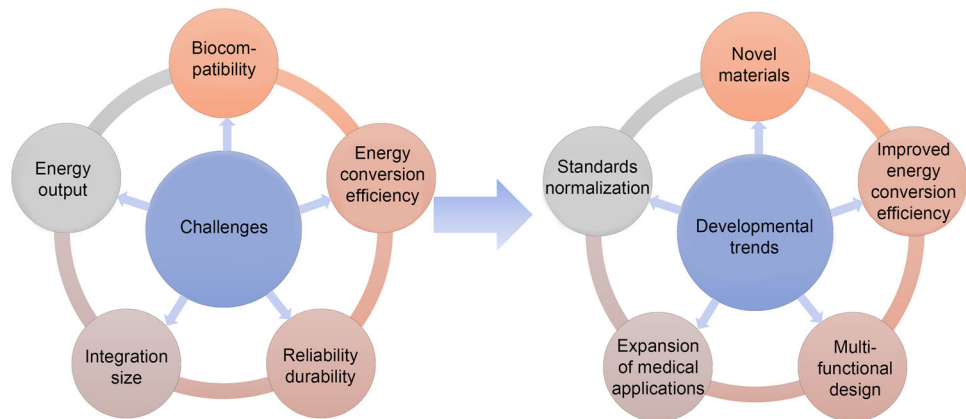 Biocom-
patibility
Energy
conversion
efficiency
Reliability
durability
Integration
size
Energy
output
Challenges
Novel
materials
Improved
energy
conversion
efficiency
Multi-
functional
design
Expansion
of medical
applications
Standards
normalization
Developmental
trends